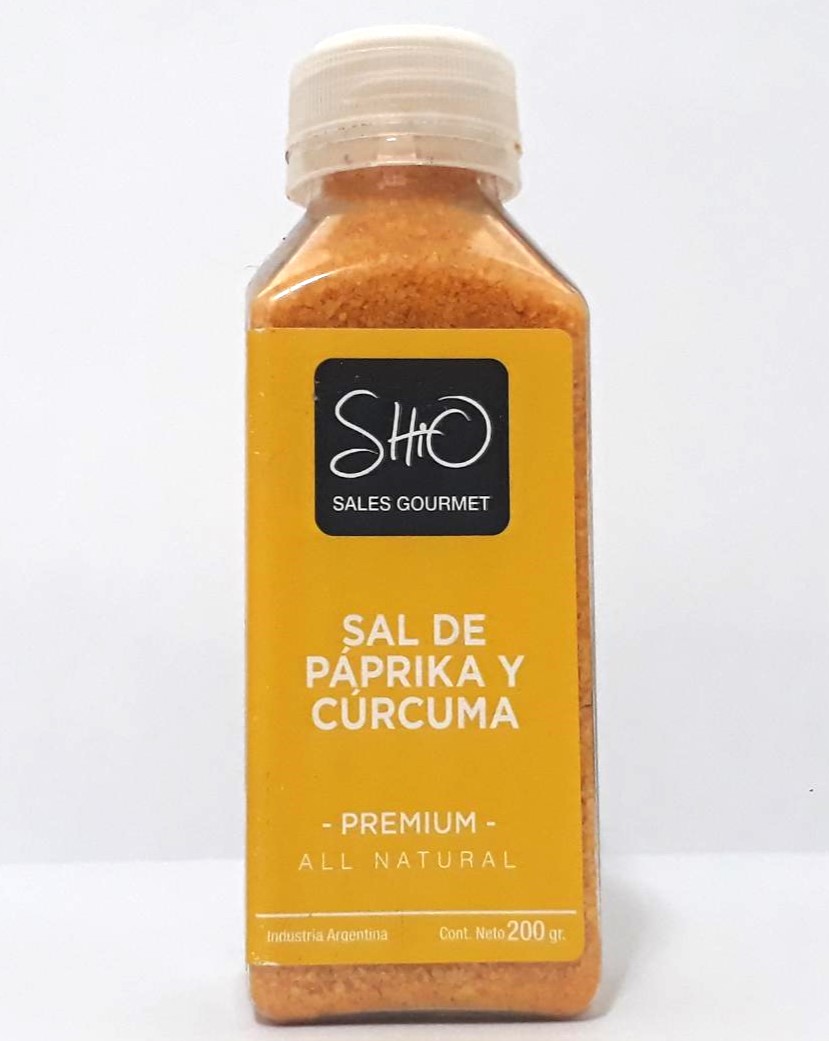 SHiO
SALES GOURMET
SAL DE
PÁPRIKA Y
CÚRCUMA
- PREMIUM -
ALL NATURAL
Industria Argentina Cont. Neto 200 gr.